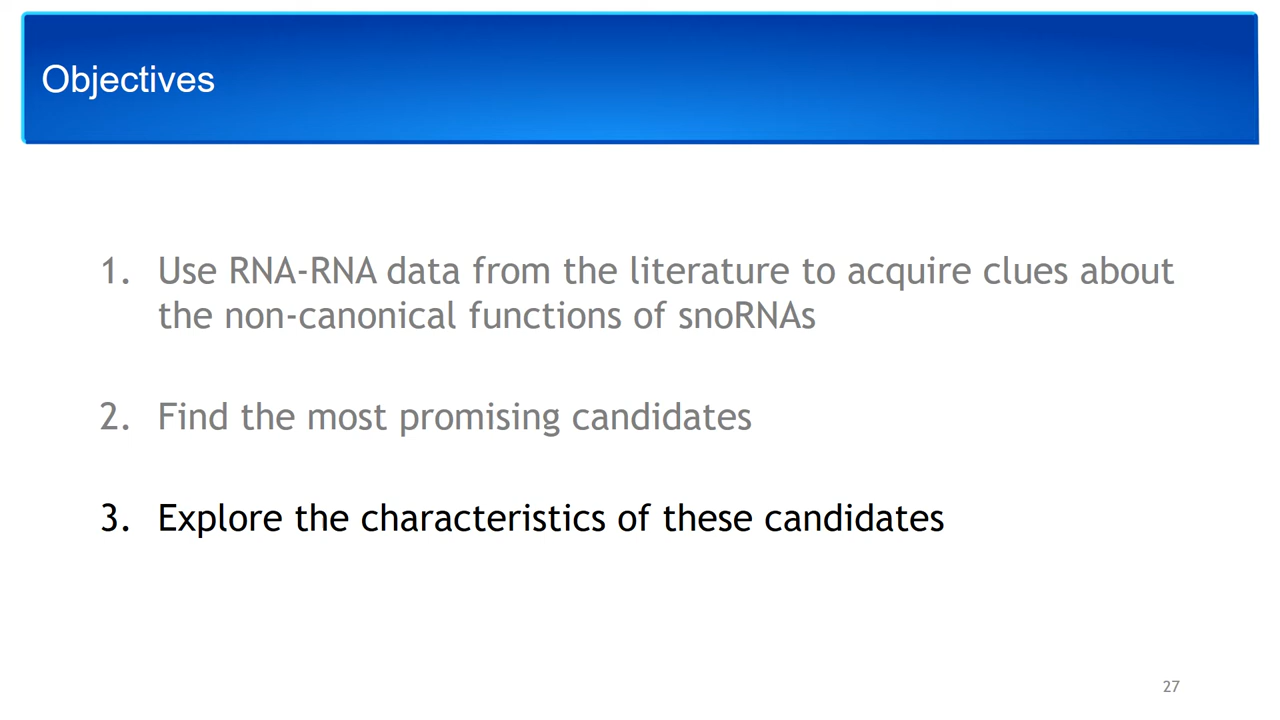 Objectives
1. Use RNA-RNA data from the literature to acquire clues about
the non-canonical functions of snoRNAs
2. Find the most promising candidates
3. Explore the characteristics of these candidates
27